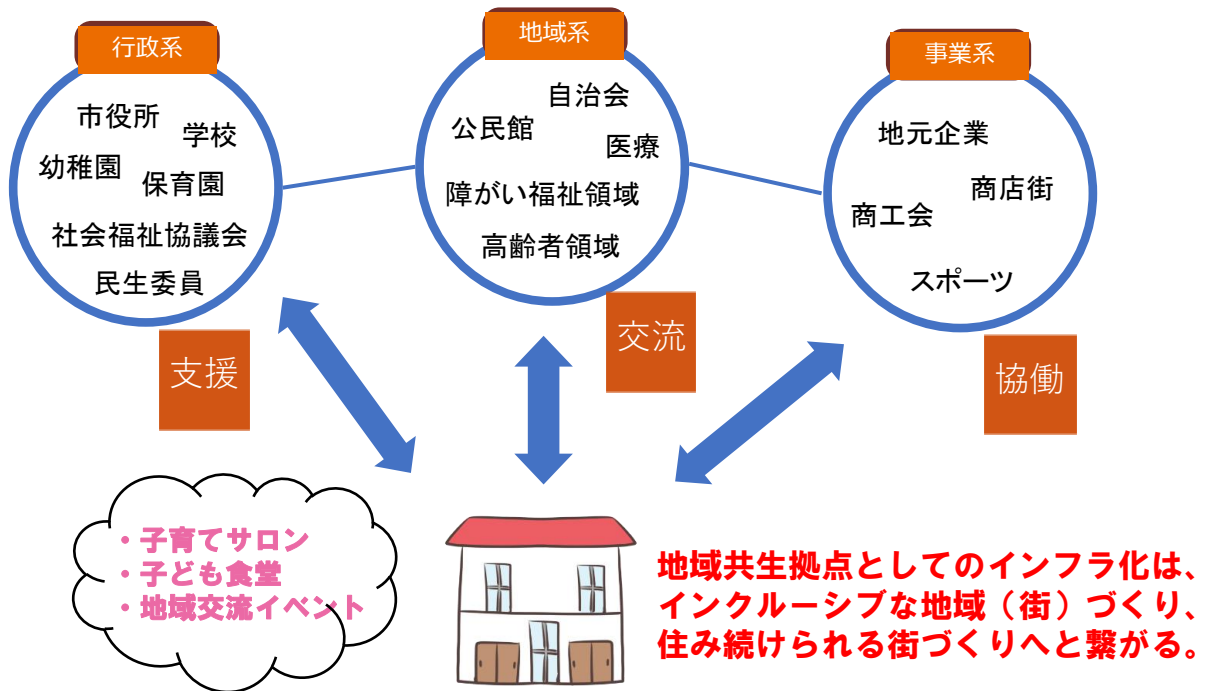 行政系
市役所
学校
幼稚園
保育園
社会福祉協議会
民生委員
支援
地域系
自治会
公民館
医療
障がい福祉領域
高齢者領域
交流
事業系
地元企業
商店街
商工会
スポーツ
協働
・子育てサロン
・子ども食堂
・地域交流イベント
地域共生拠点としてのインフラ化は、
インクルーシブな地域（街）づくり、
住み続けられる街づくりへと繋がる。